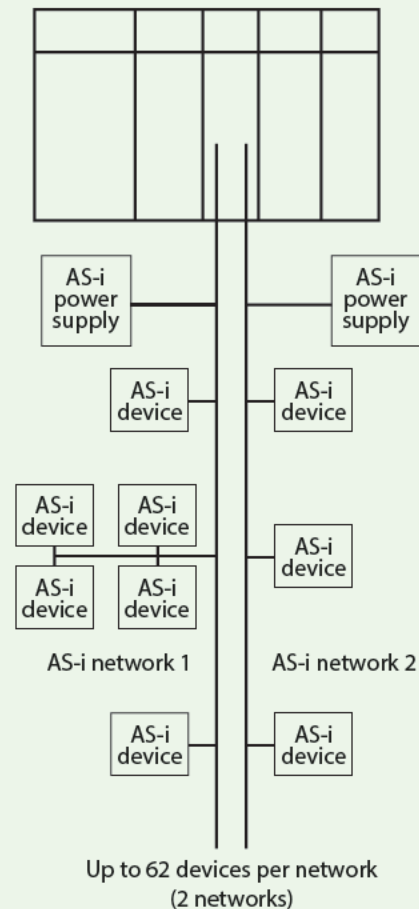 AS-i
power
supply
AS-i
power
supply
AS-i
device
AS-i
device
AS-i
device
AS-i
device
AS-i
device
AS-i
device
AS-i
device
AS-i network 1
AS-i network 2
AS-i
device
AS-i
device
Up to 62 devices per network
(2 networks)